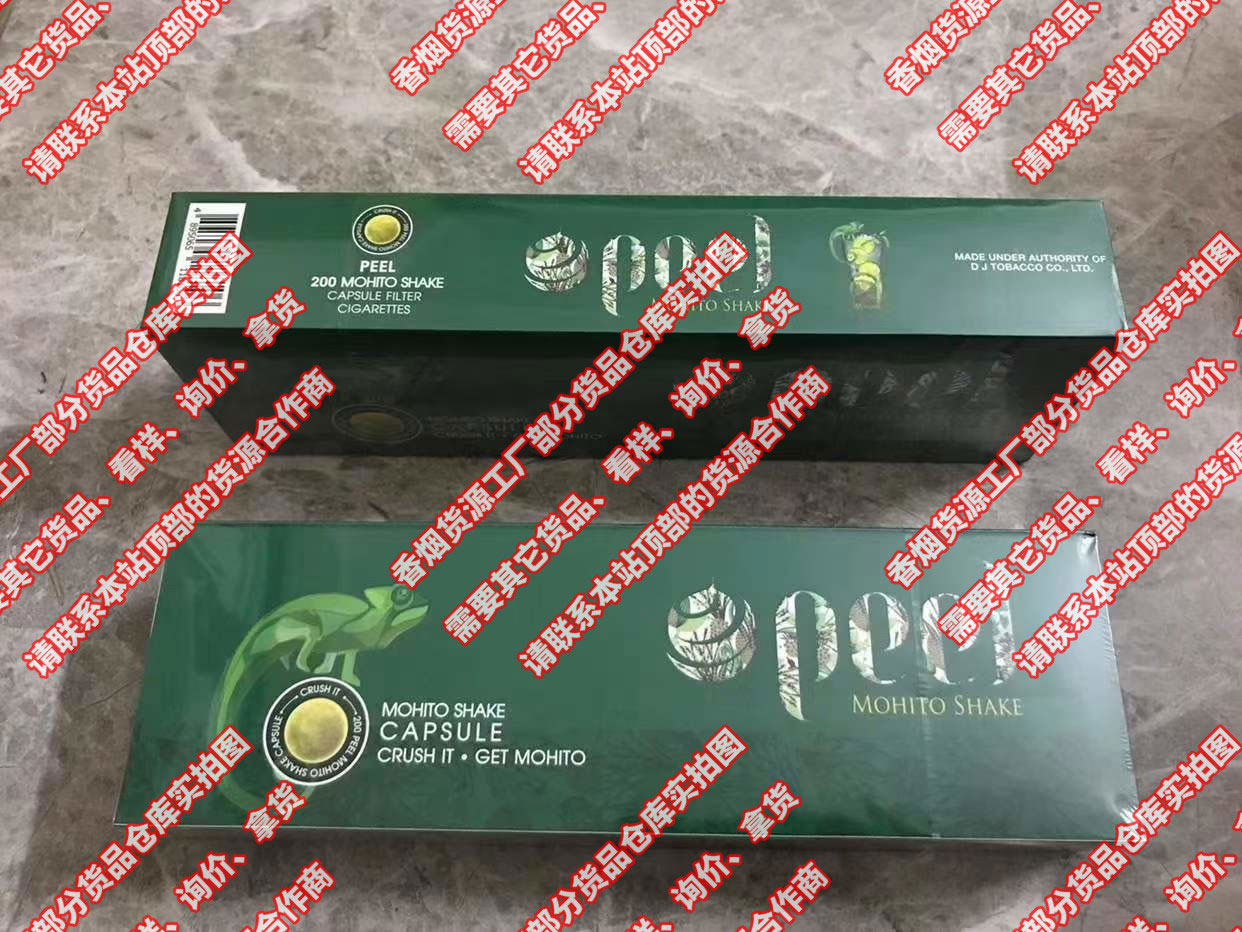 香烟货源工厂部分货品仓库实拍图
需要其它货品、看样、询价、拿货
请联系本站顶部的货源合作商
CRUSH IT
PEEL
200 MOHITO SHAKE
CAPSULE FILTER
CIGARETTES
peel
MOHITO SHAKE
MADE UNDER AUTHORITY OF
D J TOBACCO CO., LTD.
CRUSH IT
200 PEEL MOHITO SHAKE CAPSULE
MOHITO SHAKE
CAPSULE
CRUSH IT • GET MOHITO
peel
MOHITO SHAKE